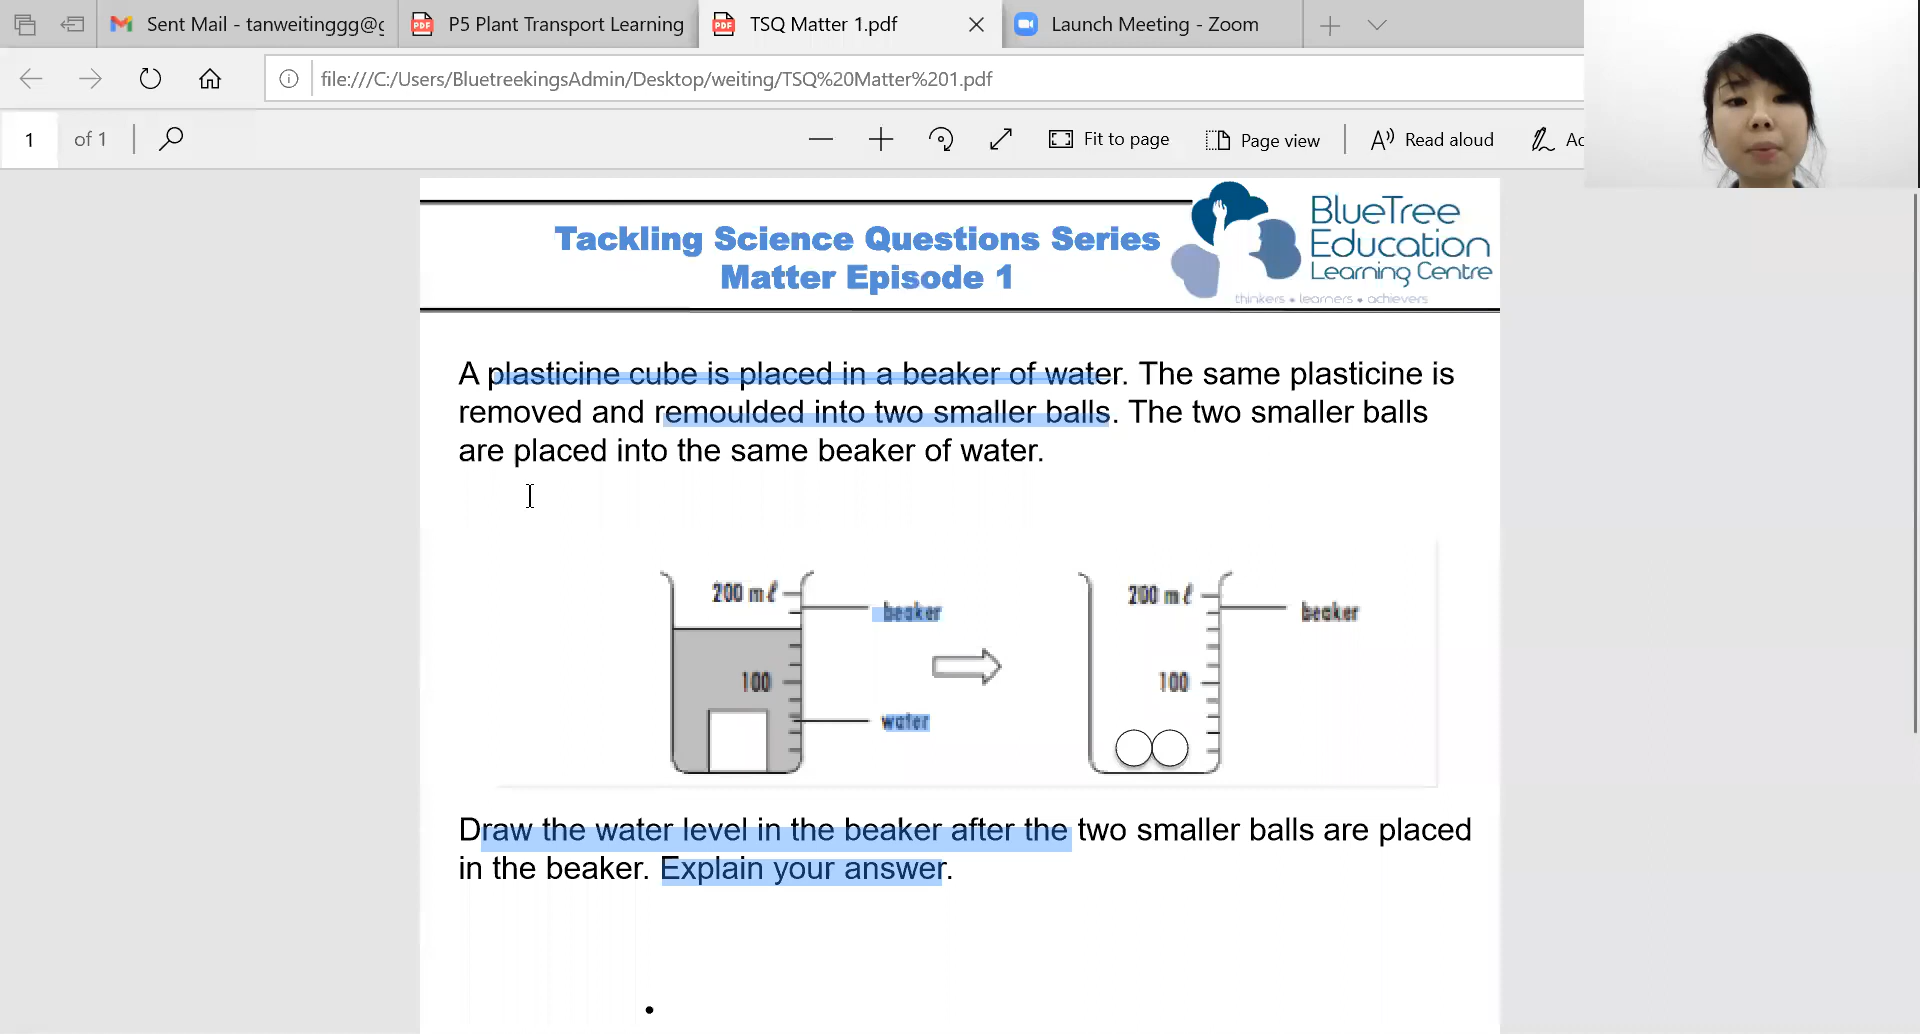 Sent Mail - tanweitinggg@g
P5 Plant Transport Learning
TSQ Matter 1.pdf
Launch Meeting - Zoom
file:///C:/Users/BluetreekingsAdmin/Desktop/weiting/TSQ%20Matter%201.pdf
1 of 1
Fit to page
Page view
Read aloud
Ad
Tackling Science Questions Series
Matter Episode 1
BlueTree
Education
Learning Centre
thinkers • learners • achievers
A plasticine cube is placed in a beaker of water. The same plasticine is
removed and remoulded into two smaller balls. The two smaller balls
are placed into the same beaker of water.
200 mℓ
beaker
100
water
200 mℓ
beaker
100
Draw the water level in the beaker after the two smaller balls are placed
in the beaker. Explain your answer.